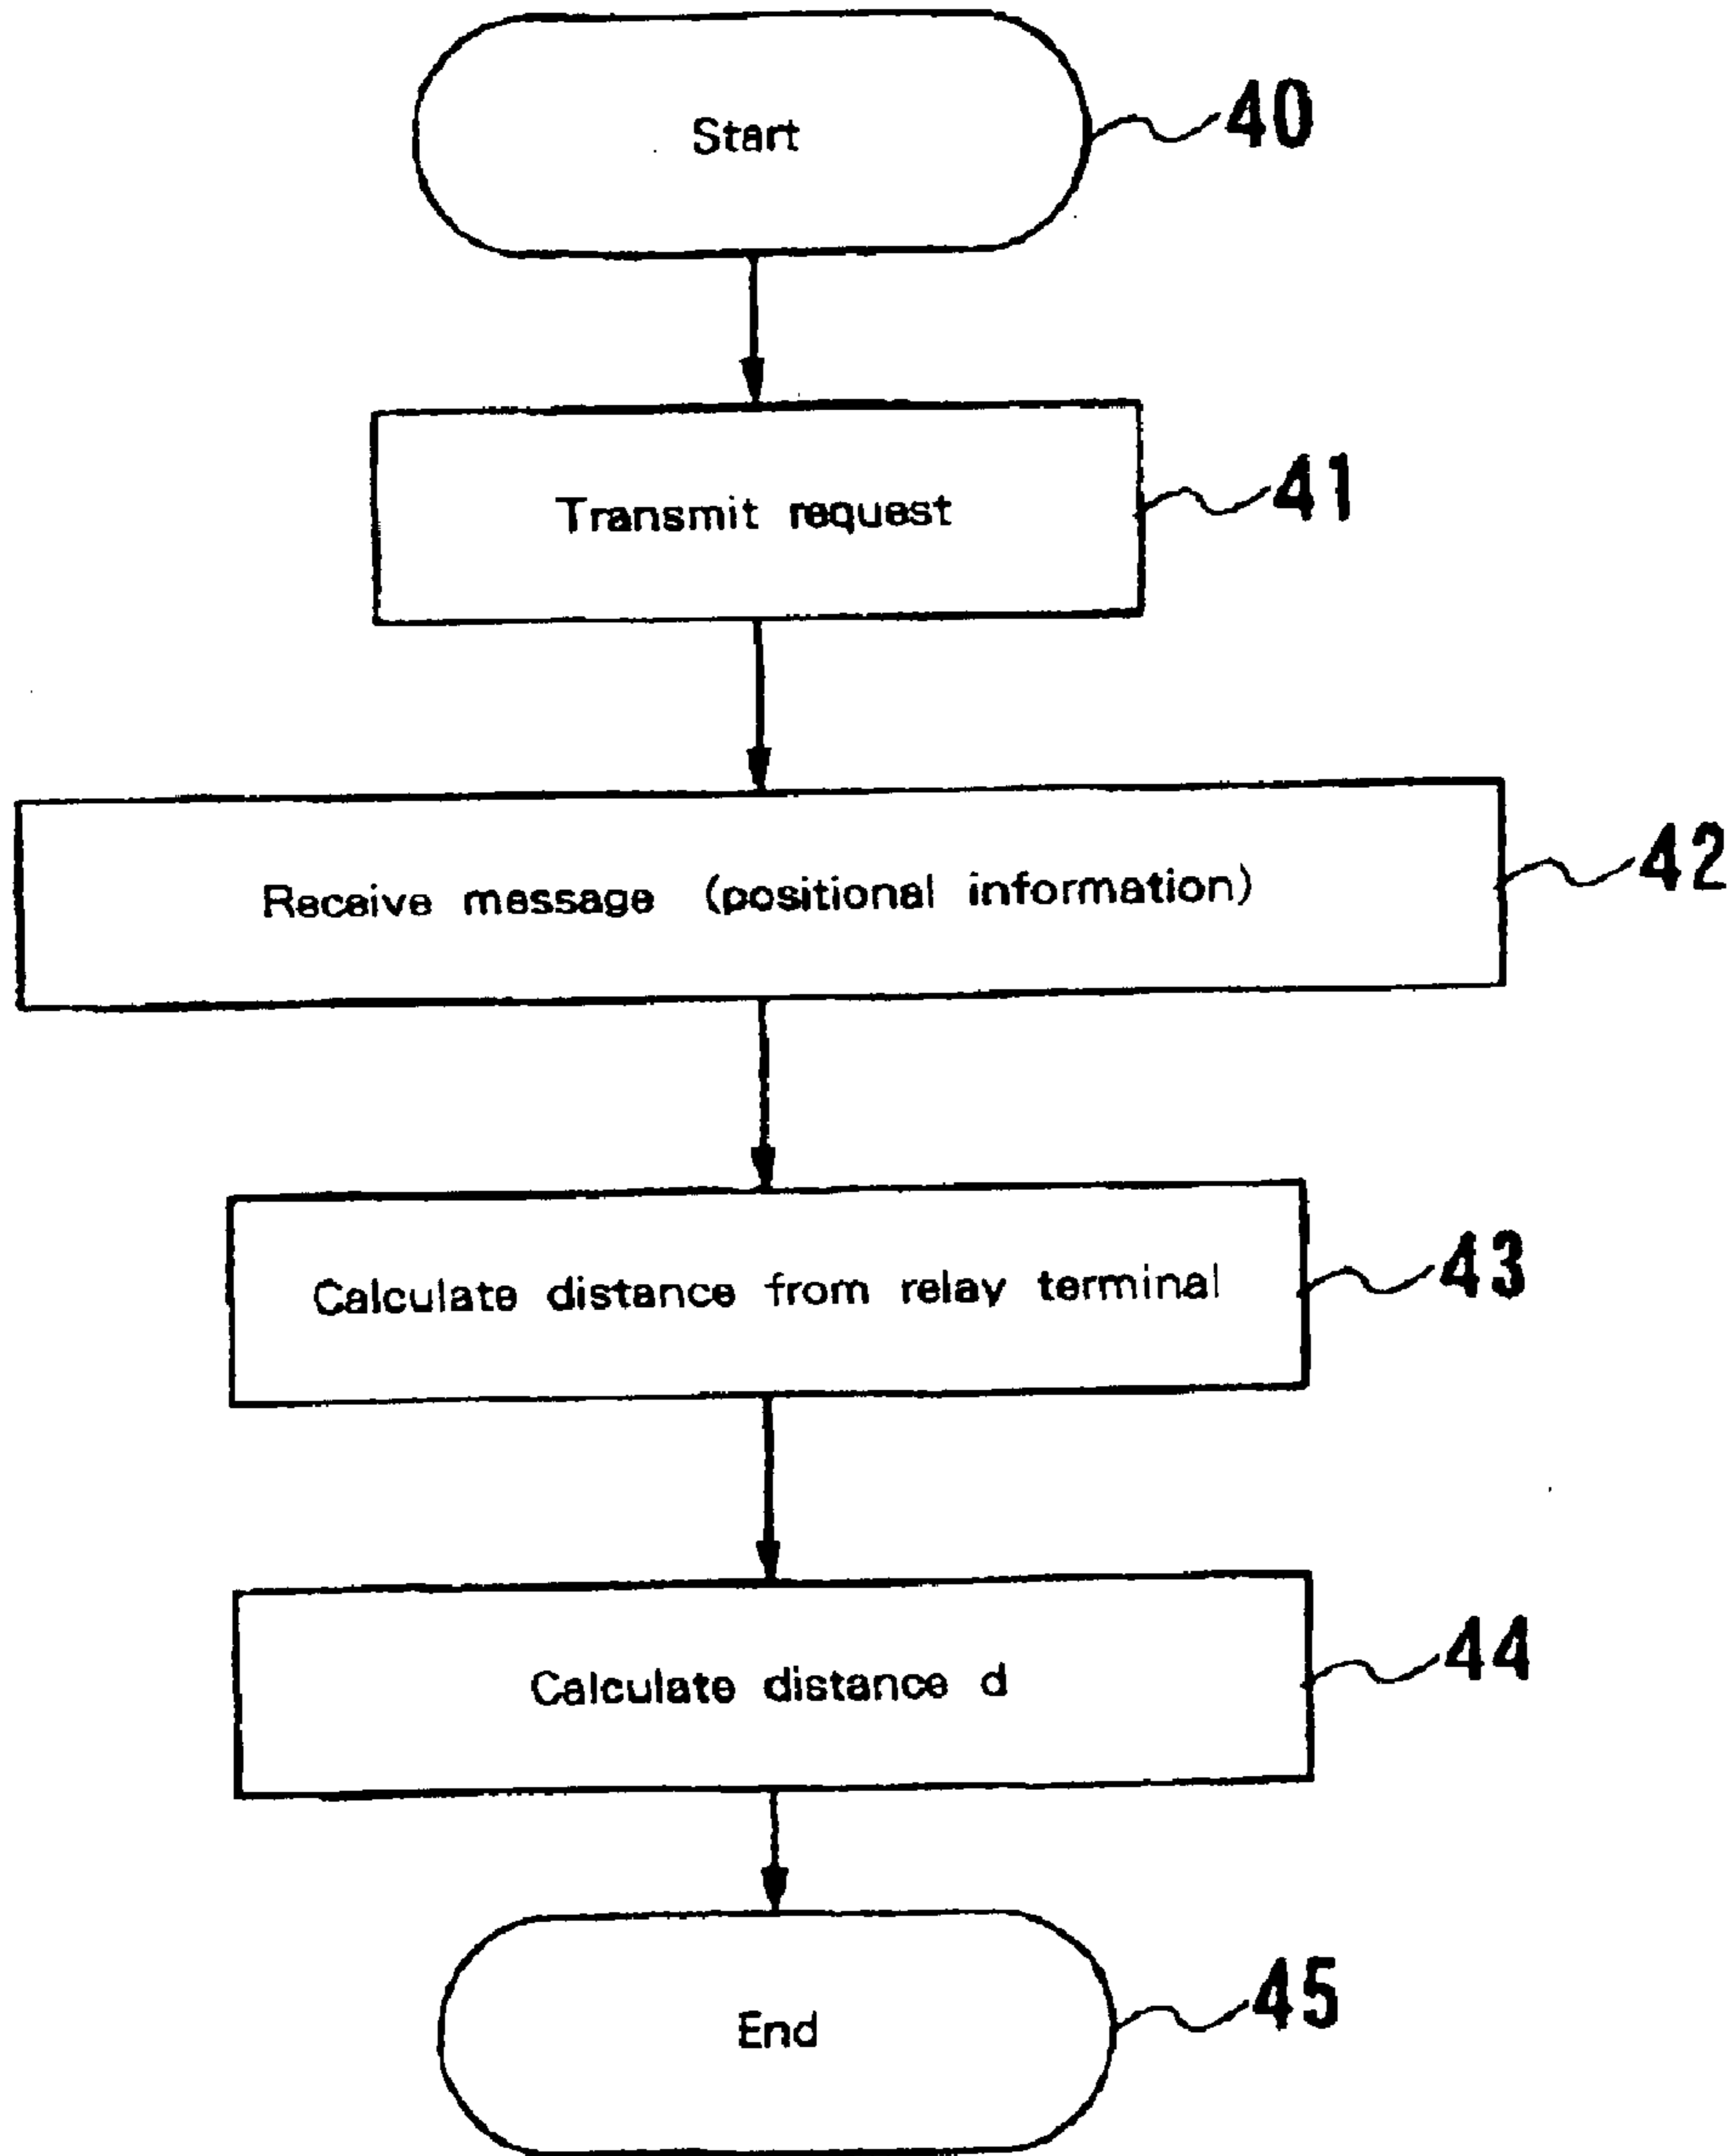 Start
40
Transmit request
41
Receive message (positional information)
42
Calculate distance from relay terminal
43
Calculate distance d
44
End
45